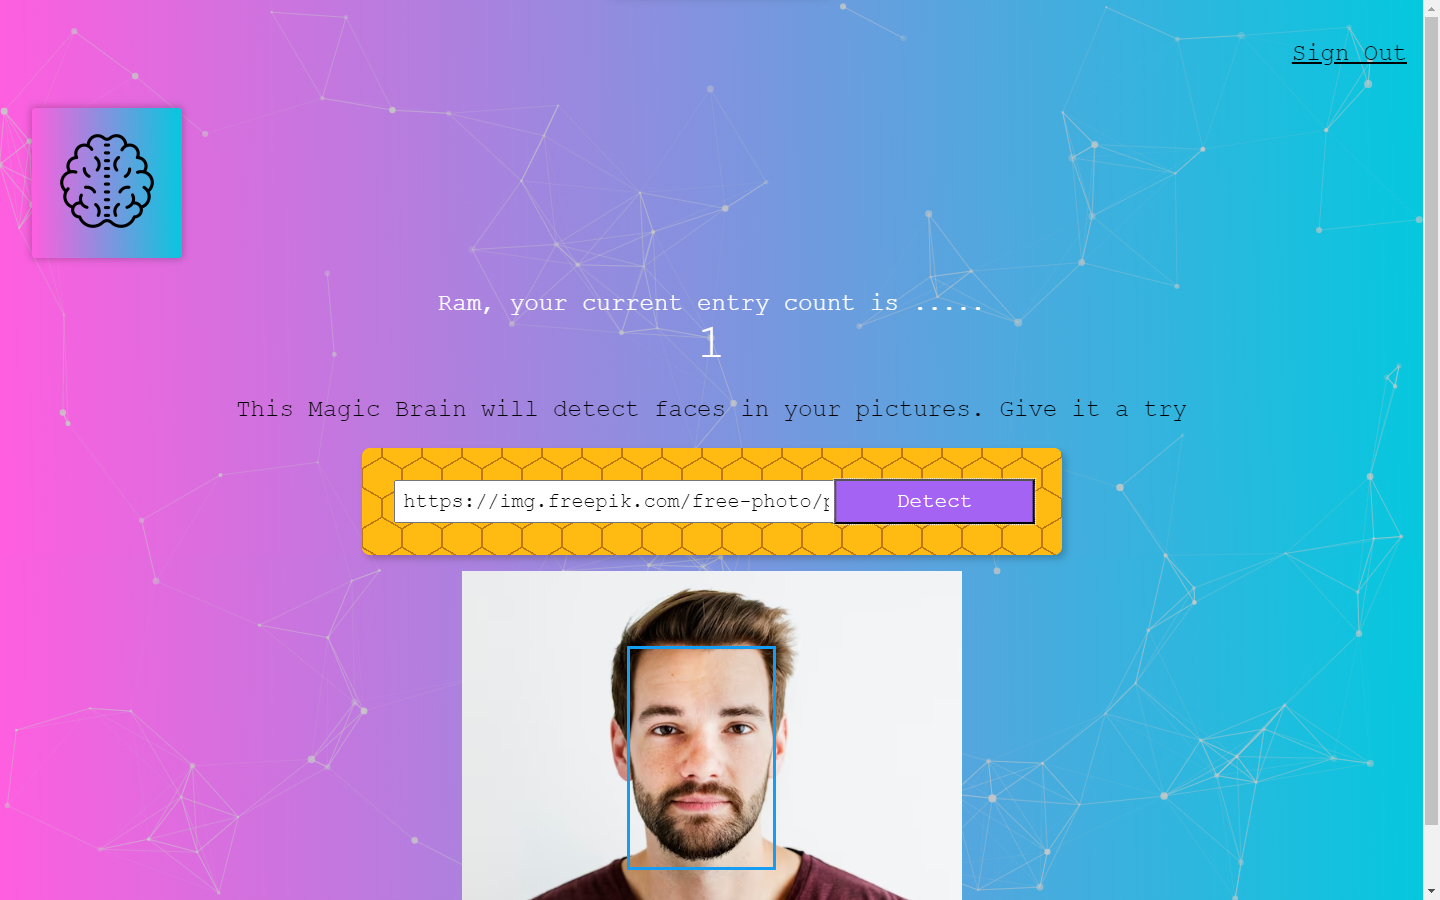 Sign Out
Ram, your current entry count is .....
1
This Magic Brain will detect faces in your pictures. Give it a try
https://img.freepik.com/free-photo/p
Detect